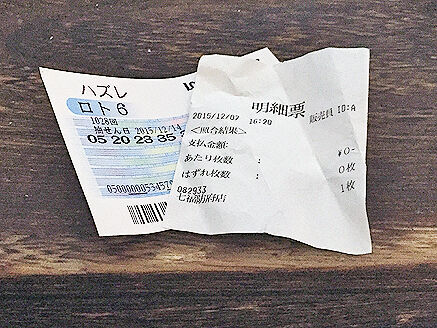 ハズレ
ロト6
1028回
抽せん日 2015/12/14
05 20 23 35
明細票
2015/12/07 16:20 販売員 ID:A
<照合結果>
支払金額: ¥0-
あたり枚数 : 0枚
はずれ枚数 : 1枚
082933